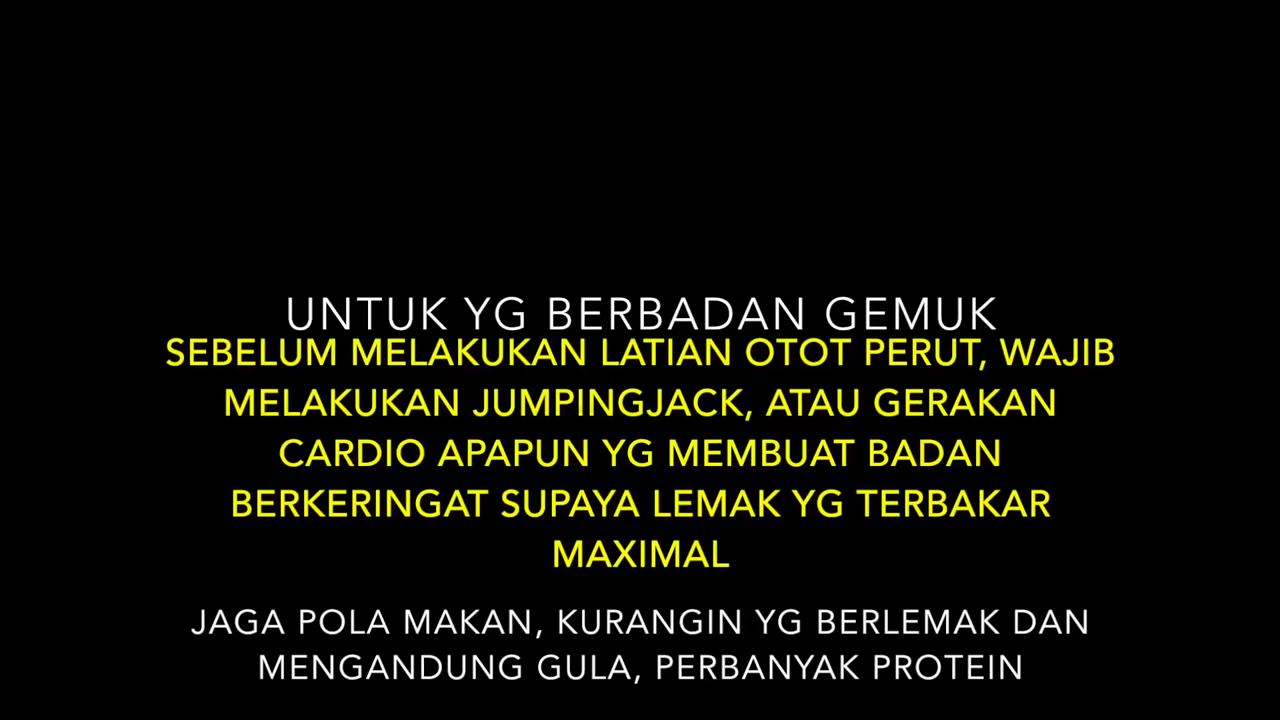 UNTUK YG BERBADAN GEMUK
SEBELUM MELAKUKAN LATIAN OTOT PERUT, WAJIB
MELAKUKAN JUMPINGJACK, ATAU GERAKAN
CARDIO APAPUN YG MEMBUAT BADAN
BERKERINGAT SUPAYA LEMAK YG TERBAKAR
MAXIMAL
JAGA POLA MAKAN, KURANGIN YG BERLEMAK DAN
MENGANDUNG GULA, PERBANYAK PROTEIN